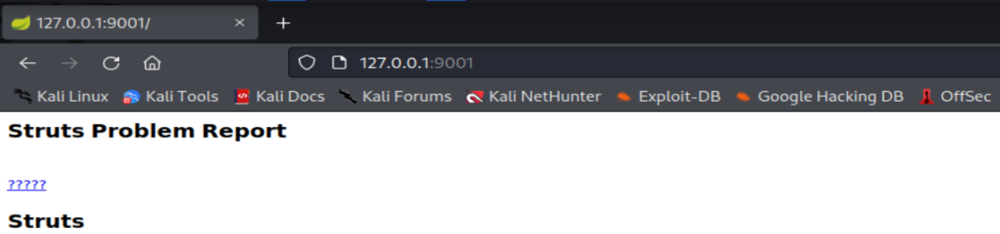 127.0.0.1:9001/
127.0.0.1:9001
Kali Linux Kali Tools Kali Docs Kali Forums Kali NetHunter Exploit-DB Google Hacking DB OffSec
Struts Problem Report
?????
Struts